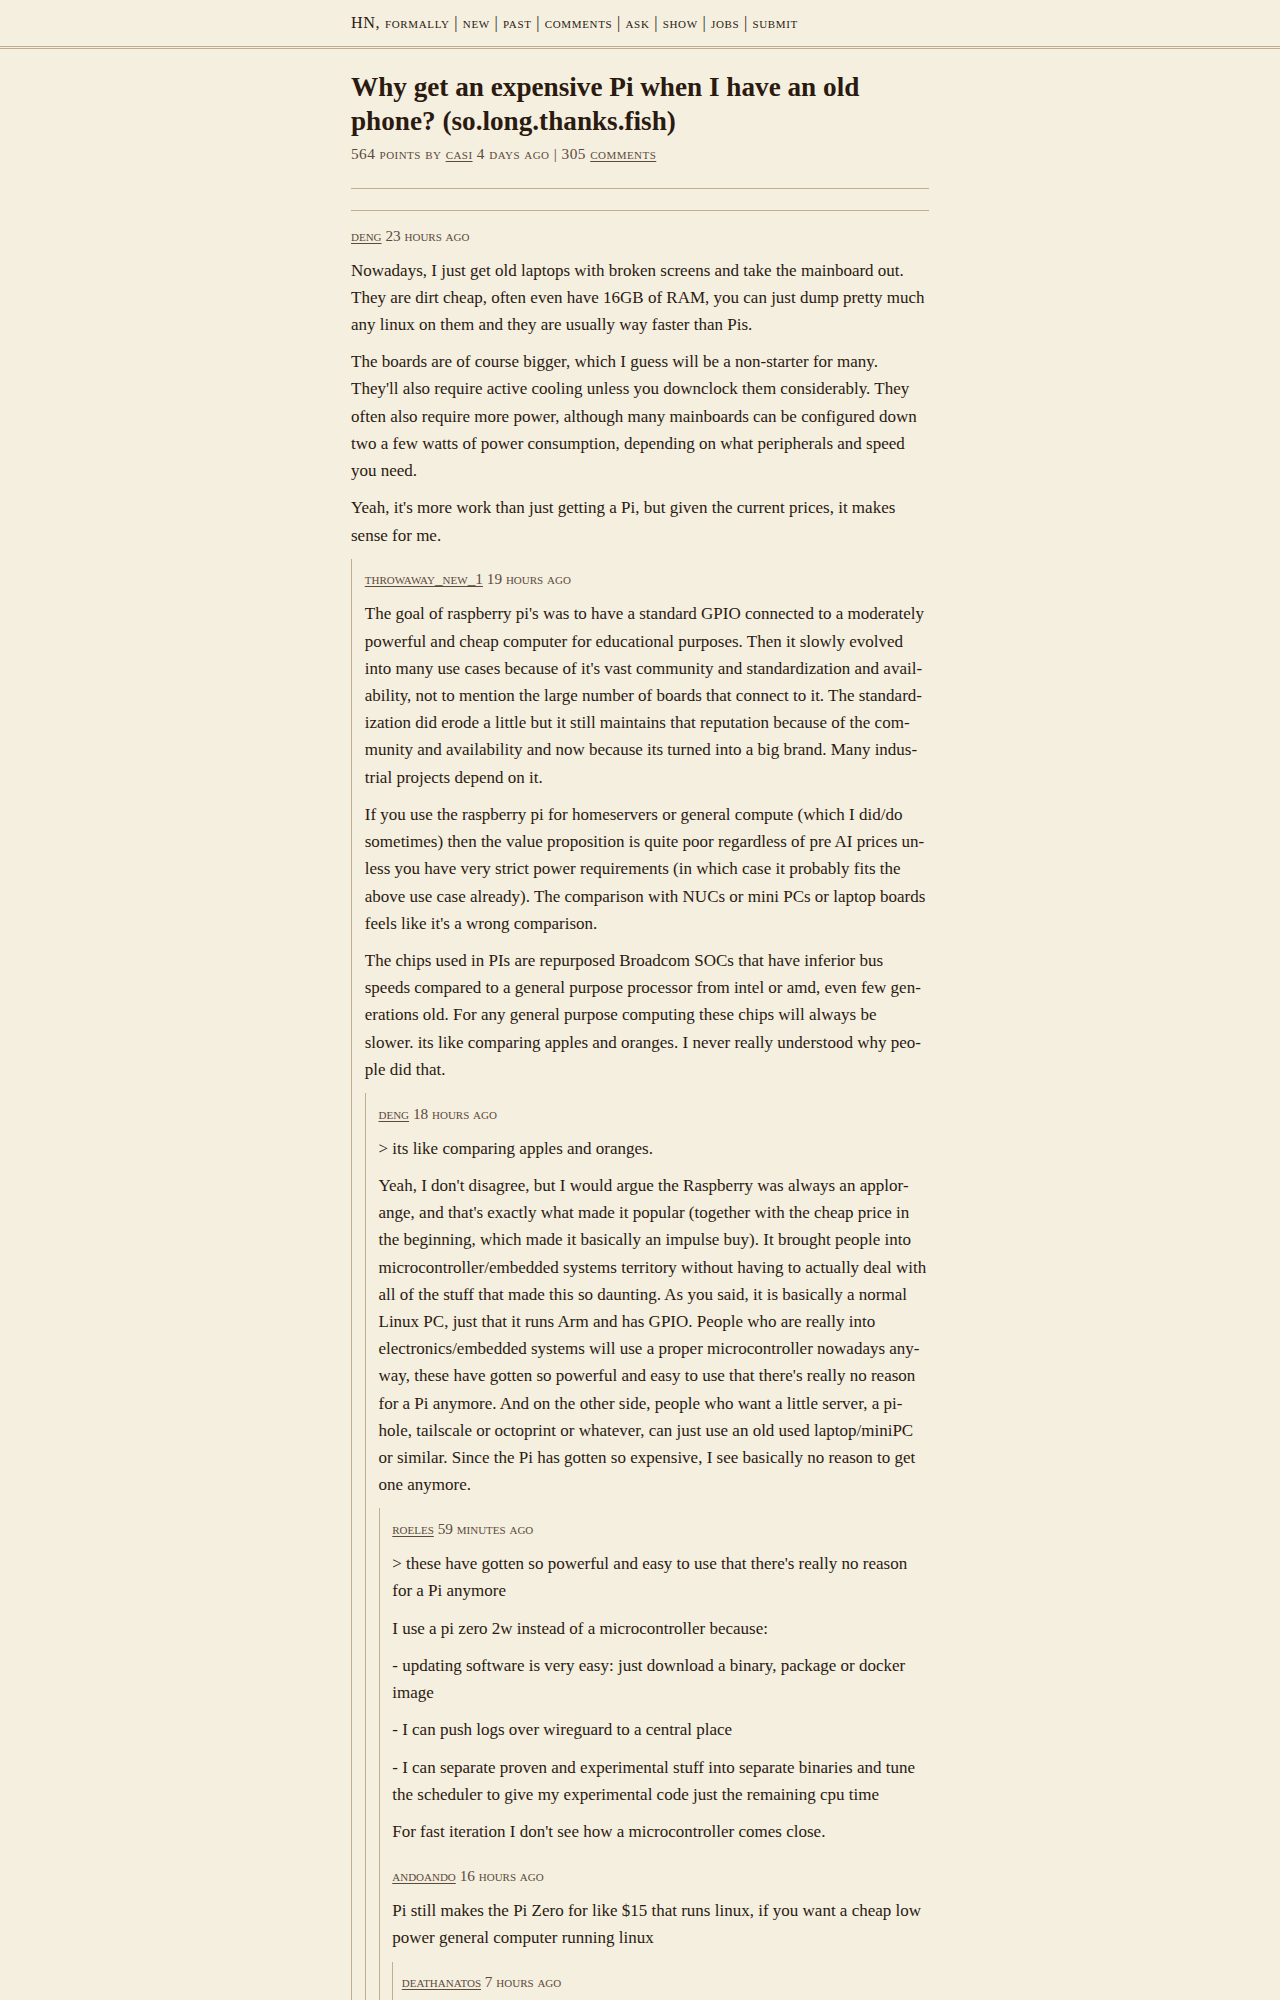 HN, formally | new | past | comments | ask | show | jobs | submit
Why get an expensive Pi when I have an old
phone? (so.long.thanks.fish)
564 points by casi 4 days ago | 305 comments
deng 23 hours ago
Nowadays, I just get old laptops with broken screens and take the mainboard out.
They are dirt cheap, often even have 16GB of RAM, you can just dump pretty much
any linux on them and they are usually way faster than Pis.
The boards are of course bigger, which I guess will be a non-starter for many.
They'll also require active cooling unless you downclock them considerably. They
often also require more power, although many mainboards can be configured down
two a few watts of power consumption, depending on what peripherals and speed
you need.
Yeah, it's more work than just getting a Pi, but given the current prices, it makes
sense for me.
throwaway_new_1 19 hours ago
The goal of raspberry pi's was to have a standard GPIO connected to a moderately
powerful and cheap computer for educational purposes. Then it slowly evolved
into many use cases because of it's vast community and standardization and avail-
ability, not to mention the large number of boards that connect to it. The standard-
ization did erode a little but it still maintains that reputation because of the com-
munity and availability and now because its turned into a big brand. Many indus-
trial projects depend on it.
If you use the raspberry pi for homeservers or general compute (which I did/do
sometimes) then the value proposition is quite poor regardless of pre AI prices un-
less you have very strict power requirements (in which case it probably fits the
above use case already). The comparison with NUCs or mini PCs or laptop boards
feels like it's a wrong comparison.
The chips used in PIs are repurposed Broadcom SOCs that have inferior bus
speeds compared to a general purpose processor from intel or amd, even few gen-
erations old. For any general purpose computing these chips will always be
slower. its like comparing apples and oranges. I never really understood why peo-
ple did that.
deng 18 hours ago
> its like comparing apples and oranges.
Yeah, I don't disagree, but I would argue the Raspberry was always an applor-
ange, and that's exactly what made it popular (together with the cheap price in
the beginning, which made it basically an impulse buy). It brought people into
microcontroller/embedded systems territory without having to actually deal with
all of the stuff that made this so daunting. As you said, it is basically a normal
Linux PC, just that it runs Arm and has GPIO. People who are really into
electronics/embedded systems will use a proper microcontroller nowadays any-
way, these have gotten so powerful and easy to use that there's really no reason
for a Pi anymore. And on the other side, people who want a little server, a pi-
hole, tailscale or octoprint or whatever, can just use an old used laptop/miniPC
or similar. Since the Pi has gotten so expensive, I see basically no reason to get
one anymore.
roeles 59 minutes ago
> these have gotten so powerful and easy to use that there's really no reason
for a Pi anymore
I use a pi zero 2w instead of a microcontroller because:
- updating software is very easy: just download a binary, package or docker
image
- I can push logs over wireguard to a central place
- I can separate proven and experimental stuff into separate binaries and tune
the scheduler to give my experimental code just the remaining cpu time
For fast iteration I don't see how a microcontroller comes close.
andoando 16 hours ago
Pi still makes the Pi Zero for like $15 that runs linux, if you want a cheap low
power general computer running linux
deathanatos 7 hours ago